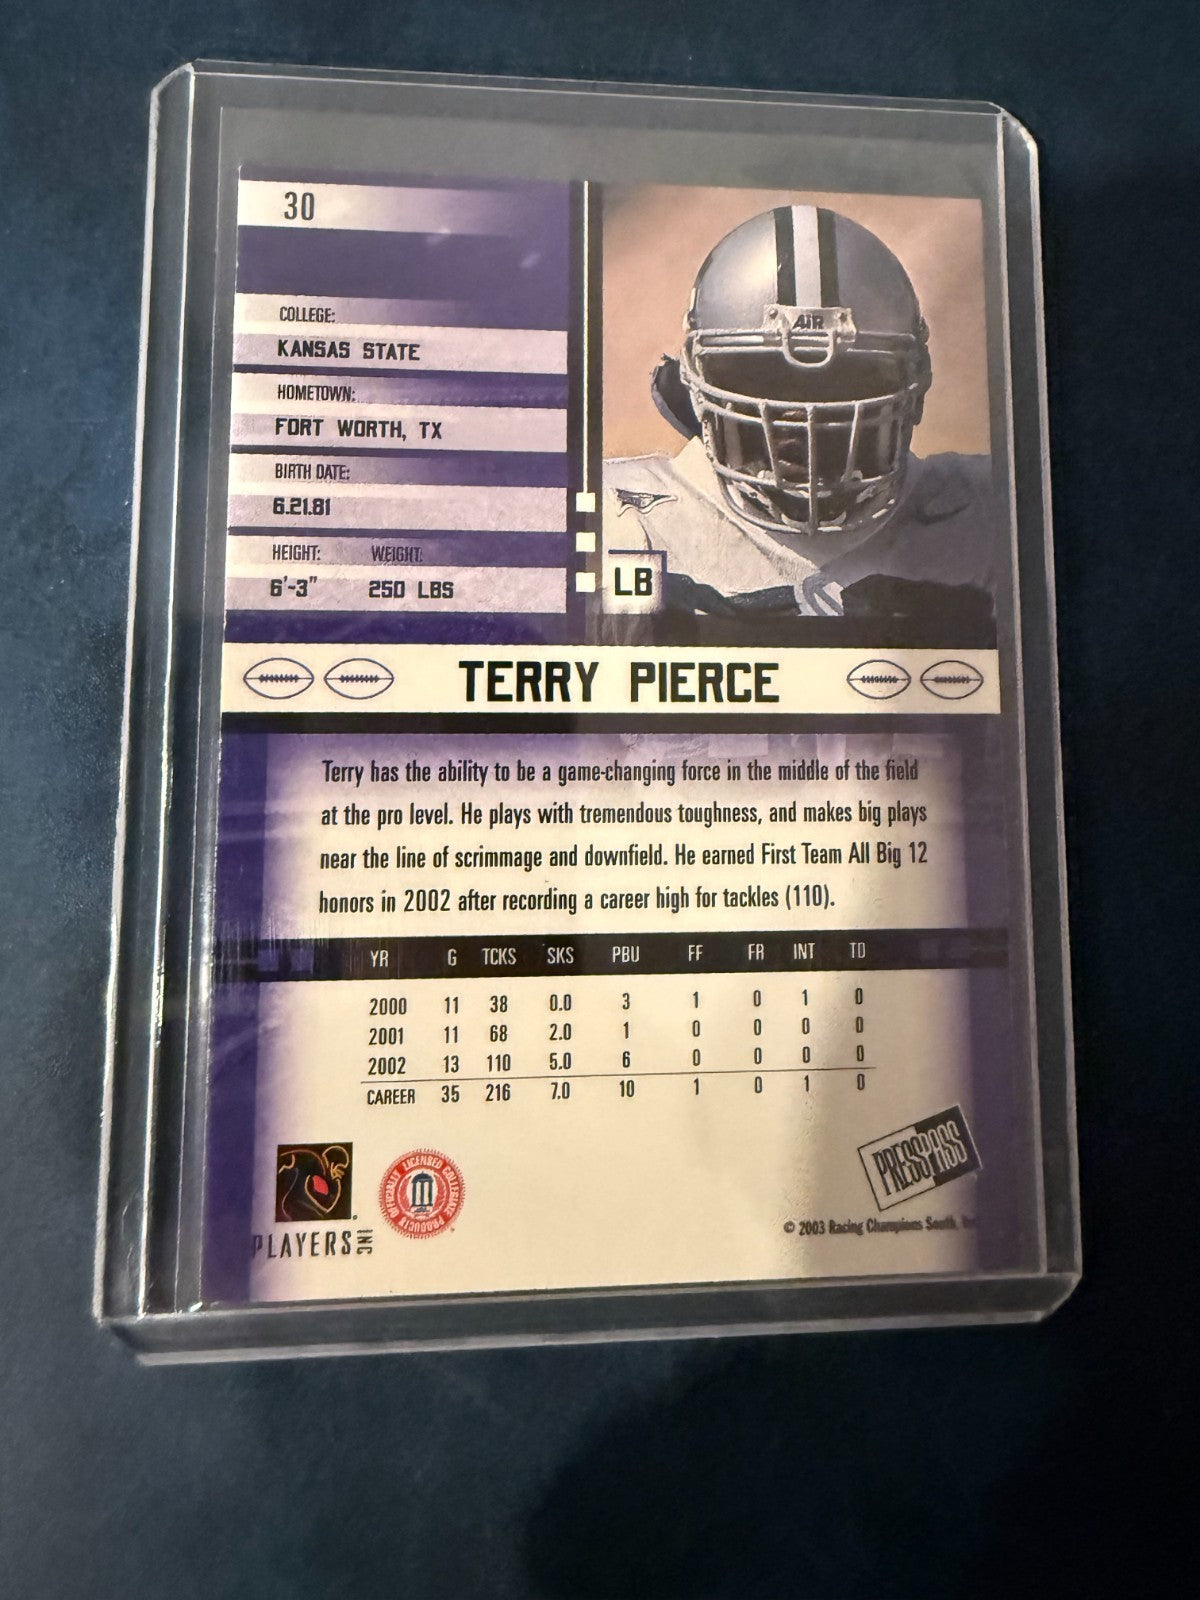 30
COLLEGE:
KANSAS STATE
HOMETOWN:
FORT WORTH, TX
BIRTH DATE:
6.21.81
HEIGHT: WEIGHT:
6'-3" 250 LBS
AIR
LB
TERRY PIERCE
Terry has the ability to be a game-changing force in the middle of the field
at the pro level. He plays with tremendous toughness, and makes big plays
near the line of scrimmage and downfield. He earned First Team All Big 12
honors in 2002 after recording a career high for tackles (110).
YR G TCKS SKS PBU FF FR INT TD
2000 11 38 0.0 3 1 0 1 0
2001 11 68 2.0 1 0 0 0 0
2002 13 110 5.0 6 0 0 0 0
CAREER 35 216 7.0 10 1 0 1 0
PLAYERS INC
OFFICIALLY LICENSED COLLEGIATE PRODUCTS
PRESS PASS
© 2003 Racing Champions South,